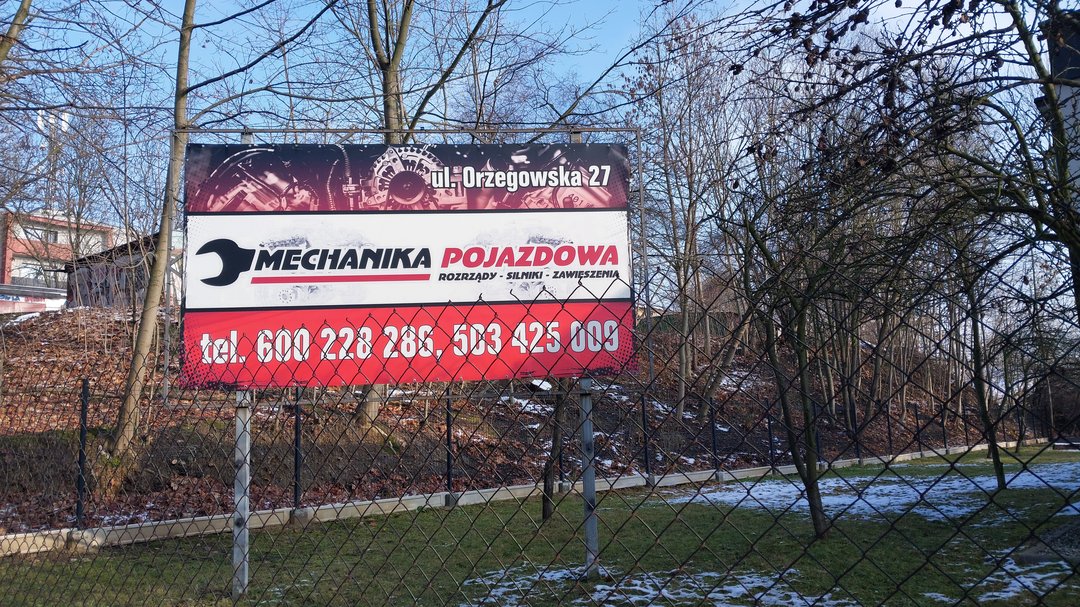 ul. Orzegowska 27
MECHANIKA POJAZDOWA
ROZRZĄDY - SILNIKI - ZAWIESZENIA
tel. 600 228 286, 503 425 009